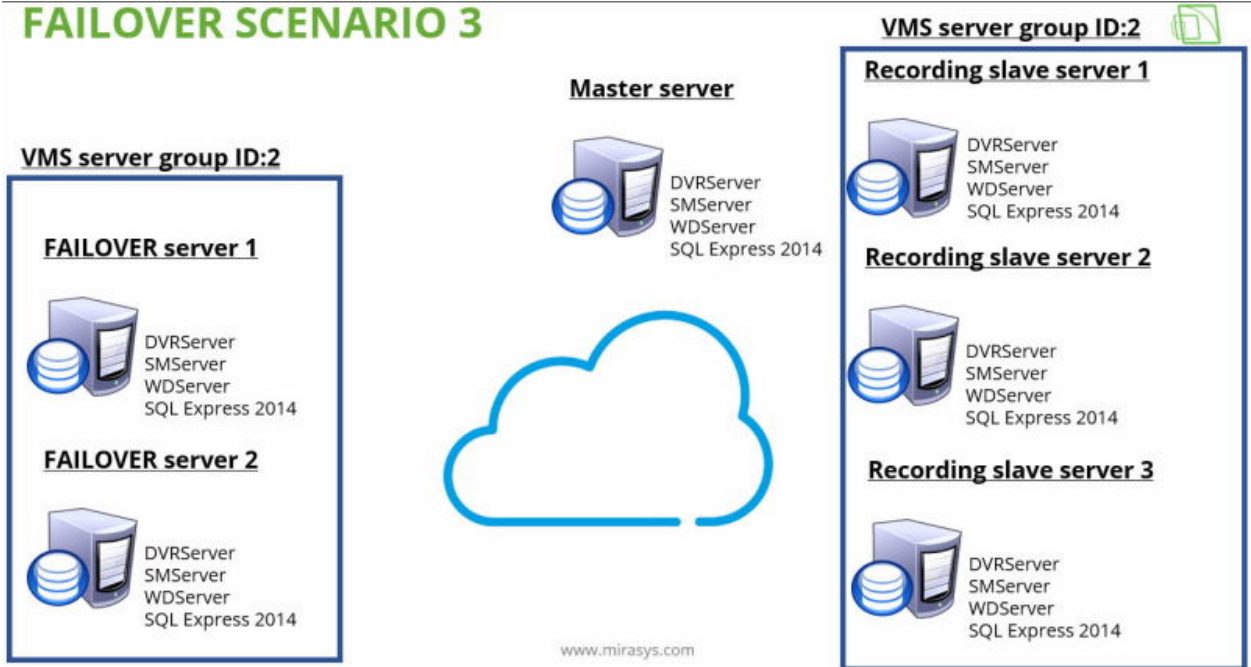 FAILOVER SCENARIO 3
VMS server group ID:2
FAILOVER server 1
DVRServer
SMServer
WDServer
SQL Express 2014
FAILOVER server 2
DVRServer
SMServer
WDServer
SQL Express 2014
Master server
DVRServer
SMServer
WDServer
SQL Express 2014
www.mirasys.com
VMS server group ID:2
Recording slave server 1
DVRServer
SMServer
WDServer
SQL Express 2014
Recording slave server 2
DVRServer
SMServer
WDServer
SQL Express 2014
Recording slave server 3
DVRServer
SMServer
WDServer
SQL Express 2014